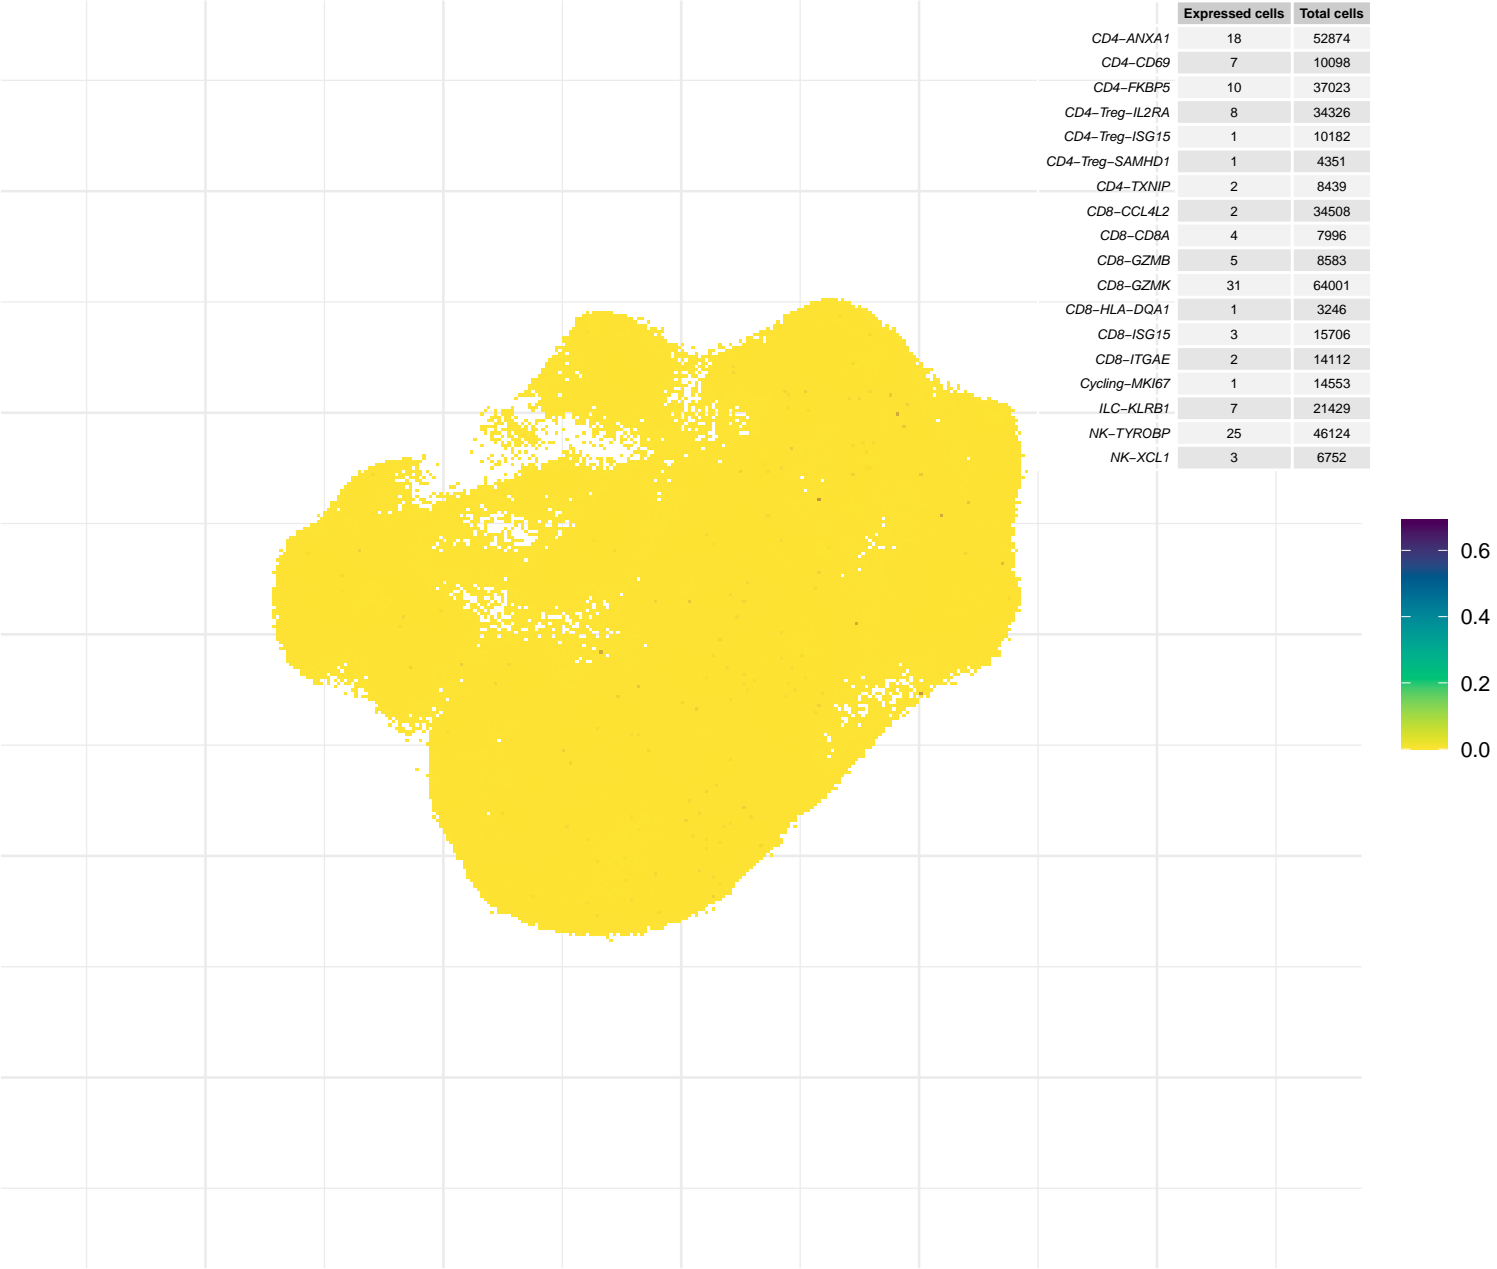 Expressed cells Total cells
CD4−ANXA1 18 52874
CD4−CD69 7 10098
CD4−FKBP5 10 37023
CD4−Treg−IL2RA 8 34326
CD4−Treg−ISG15 1 10182
CD4−Treg−SAMHD1 1 4351
CD4−TXNIP 2 8439
CD8−CCL4L2 2 34508
CD8−CD8A 4 7996
CD8−GZMB 5 8583
CD8−GZMK 31 64001
CD8−HLA−DQA1 1 3246
CD8−ISG15 3 15706
CD8−ITGAE 2 14112
Cycling−MKI67 1 14553
ILC−KLRB1 7 21429
NK−TYROBP 25 46124
NK−XCL1 3 6752
0.6
0.4
0.2
0.0